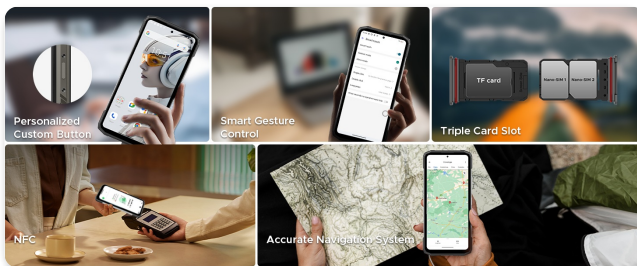 Personalized
Custom Button
Smart Gesture
Control
TF card
Nano SIM 1
Nano SIM 2
Triple Card Slot
NFC
Accurate Navigation System